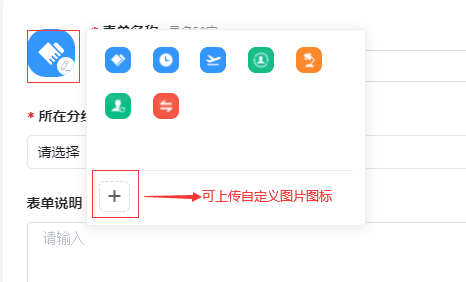 * 表单名称 最多50字
* 所在分组
请选择
+
可上传自定义图片图标
表单说明
请输入